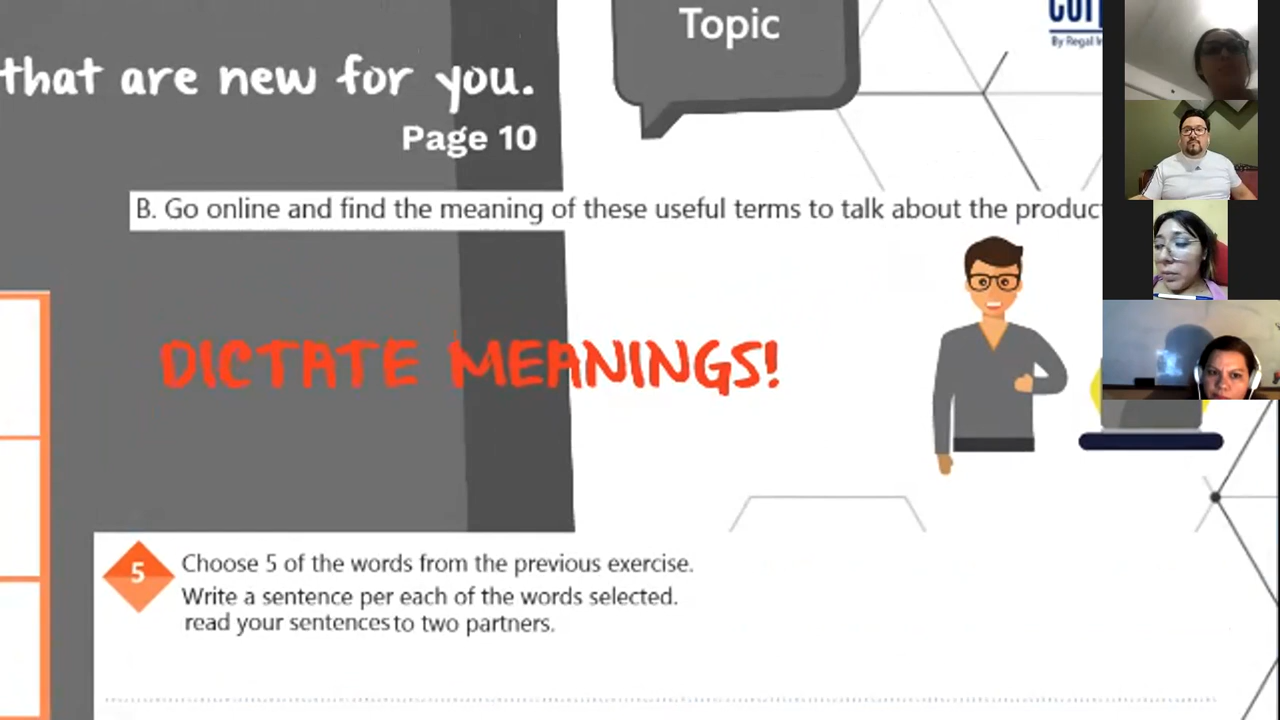 Topic
By Regal
that are new for you.
Page 10
B. Go online and find the meaning of these useful terms to talk about the
DICTATE MEANINGS!
5
Choose 5 of the words from the previous exercise.
Write a sentence per each of the words selected.
read your sentences to two partners.